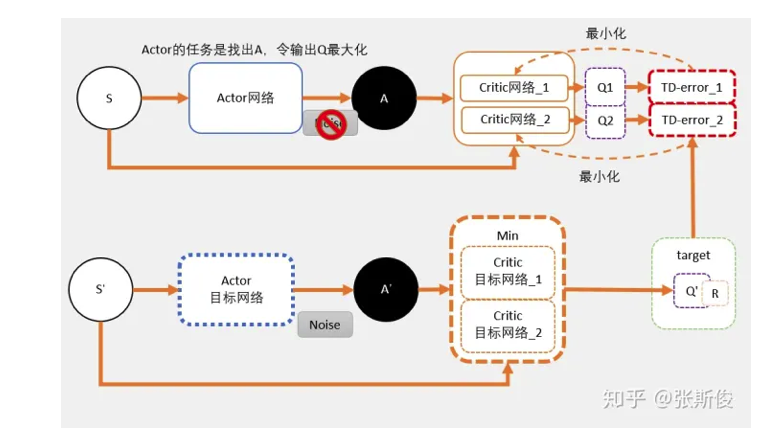 Actor的任务是找出A，令输出Q最大化
最小化
S
Actor网络
Noise
A
Critic网络_1
Critic网络_2
Q1
Q2
TD-error_1
TD-error_2
最小化
S'
Actor
目标网络
Noise
A'
Min
Critic
目标网络_1
Critic
目标网络_2
target
Q'
R
知乎 @张斯俊